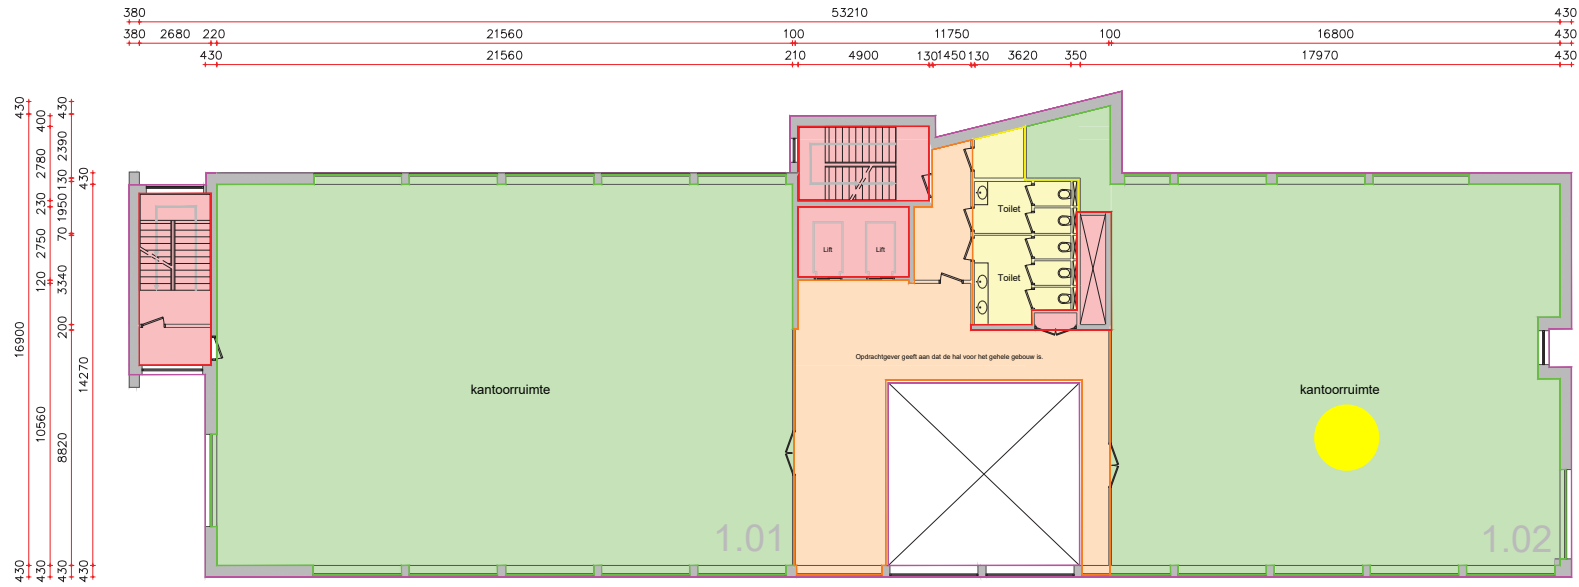 380 53210 430
380 2680 220 21560 100 11750 100 16800 430
430 21560 210 4900 130 1450 130 3620 350 17970 430
430 16900 430
400 2780 230 2750 120 10560 430
430 2390 130 1950 70 3340 200 8820 430
430 14270 430
Toilet
Lift Lift
Toilet
Opdrachtgever geeft aan dat de hal voor het gehele gebouw is.
kantoorruimte kantoorruimte
1.01 1.02